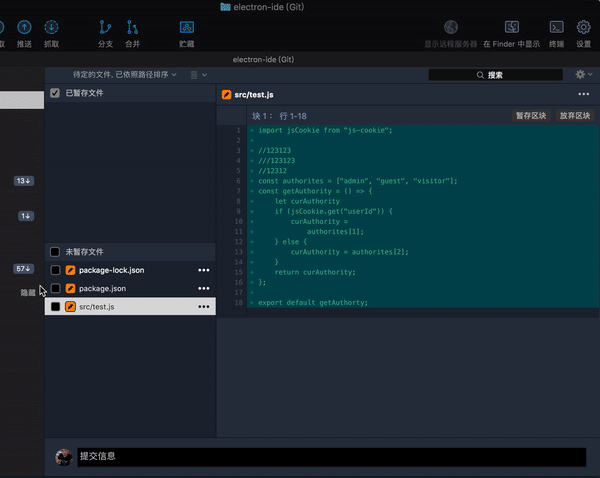 electron-ide (Git)
推送 抓取 分支 合并 贮藏 显示远程服务器 在 Finder 中显示 终端 设置
electron-ide (Git)
待定的文件, 已依照路径排序
搜索
已暂存文件
13↓
1↓
57↓
隐藏
未暂存文件
package-lock.json
package.json
src/test.js
src/test.js
块 1： 行 1-18
暂存区块 放弃区块
1 + import jsCookie from "js-cookie";
2 +
3 + //123123
4 + ///123123
5 + //12312
6 + const authorites = ["admin", "guest", "visitor"];
7 + const getAuthority = () => {
8 + let curAuthority
9 + if (jsCookie.get("userId")) {
10 + curAuthority =
11 + authorites[1];
12 + } else {
13 + curAuthority = authorites[2];
14 + }
15 + return curAuthority;
16 + };
17 +
18 + export default getAuthorty;
提交信息